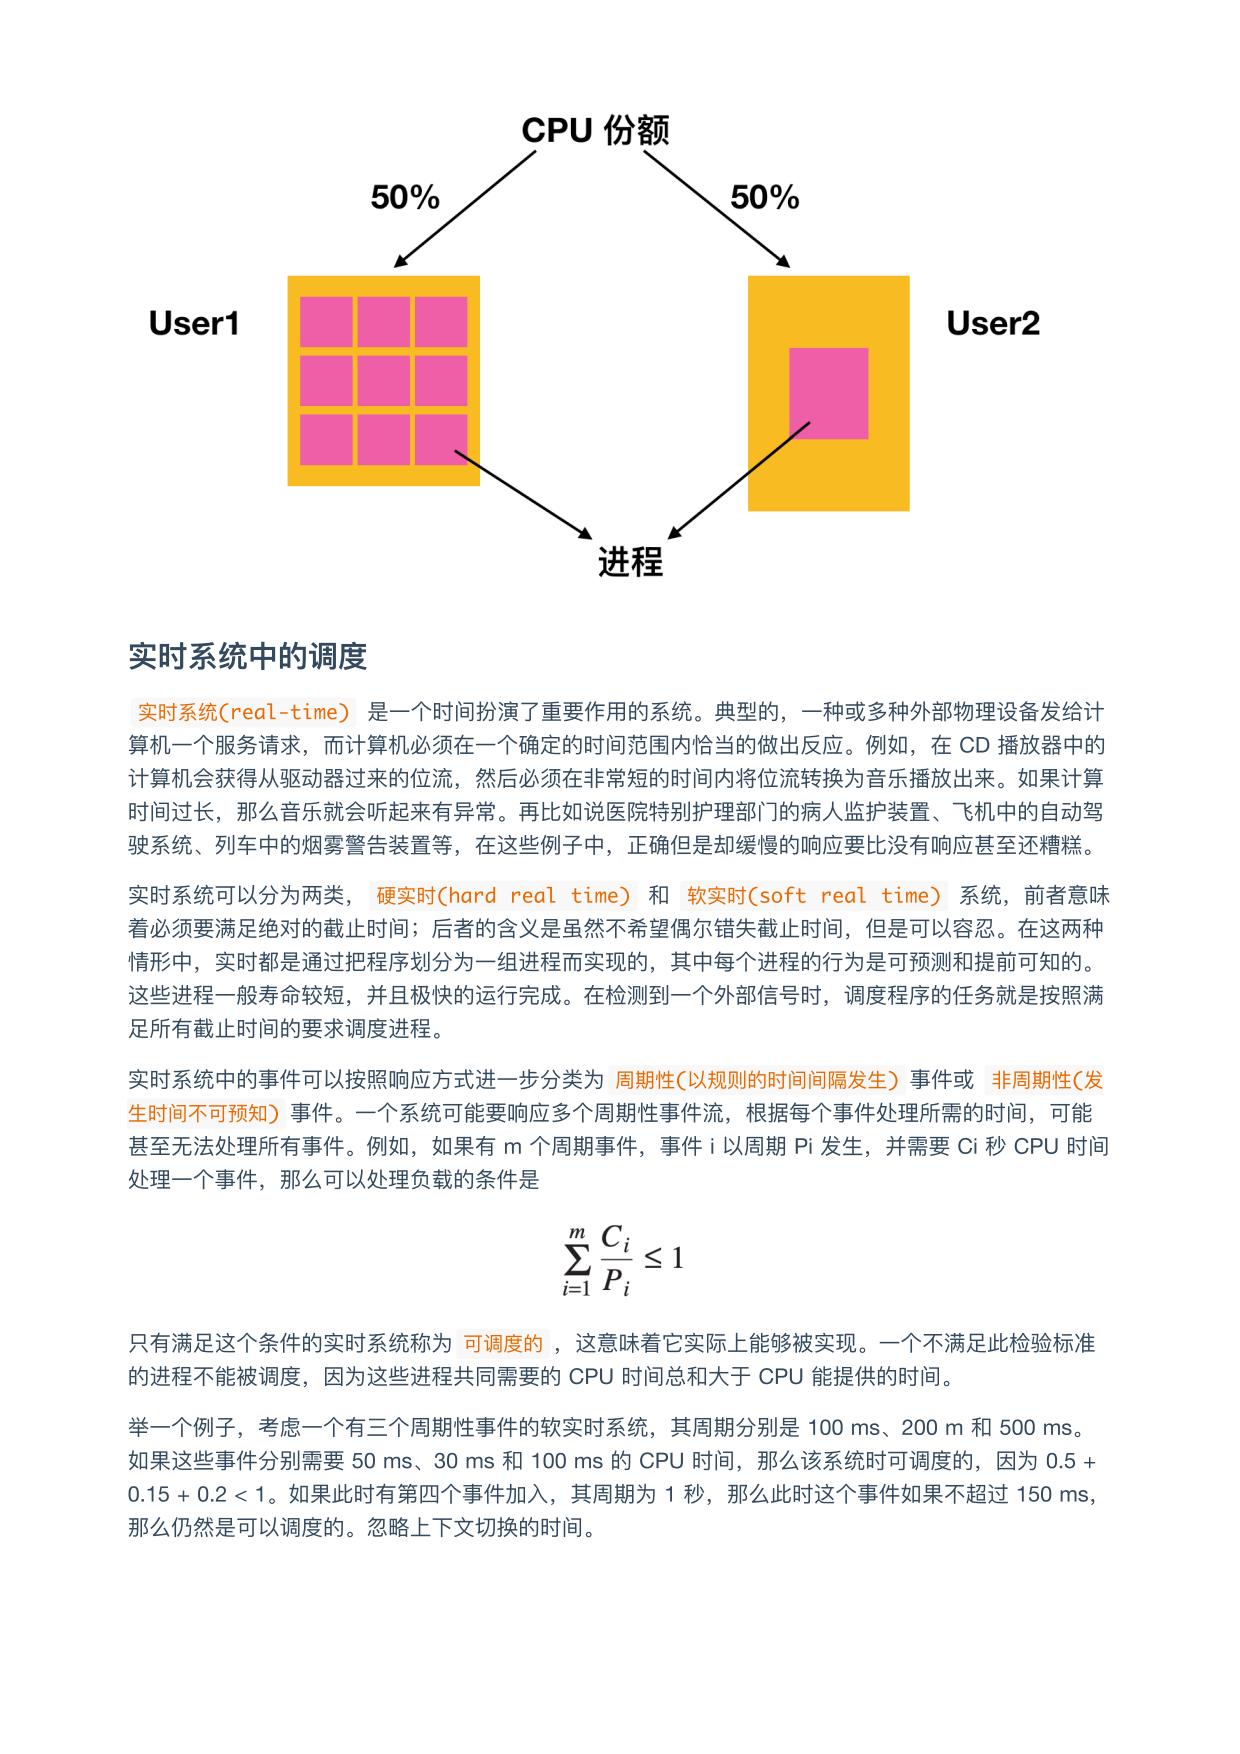 CPU 份额
50% 50%
User1 User2
进程
实时系统中的调度
实时系统(real-time) 是一个时间扮演了重要作用的系统。典型的，一种或多种外部物理设备发给计
算机一个服务请求，而计算机必须在一个确定的时间范围内恰当的做出反应。例如，在 CD 播放器中的
计算机会获得从驱动器过来的位流，然后必须在非常短的时间内将位流转换为音乐播放出来。如果计算
时间过长，那么音乐就会听起来有异常。再比如说医院特别护理部门的病人监护装置、飞机中的自动驾
驶系统、列车中的烟雾警告装置等，在这些例子中，正确但是却缓慢的响应要比没有响应甚至还糟糕。
实时系统可以分为两类，硬实时(hard real time) 和 软实时(soft real time) 系统，前者意味
着必须要满足绝对的截止时间；后者的含义是虽然不希望偶尔错失截止时间，但是可以容忍。在这两种
情形中，实时都是通过把程序划分为一组进程而实现的，其中每个进程的行为是可预测和提前可知的。
这些进程一般寿命较短，并且极快的运行完成。在检测到一个外部信号时，调度程序的任务就是按照满
足所有截止时间的要求调度进程。
实时系统中的事件可以按照响应方式进一步分类为 周期性(以规则的时间间隔发生) 事件或 非周期性(发
生时间不可预知) 事件。一个系统可能要响应多个周期性事件流，根据每个事件处理所需的时间，可能
甚至无法处理所有事件。例如，如果有 m 个周期事件，事件 i 以周期 Pi 发生，并需要 Ci 秒 CPU 时间
处理一个事件，那么可以处理负载的条件是
\sum_{i=1}^{m} \frac{C_i}{P_i} \leq 1
只有满足这个条件的实时系统称为 可调度的 ，这意味着它实际上能够被实现。一个不满足此检验标准
的进程不能被调度，因为这些进程共同需要的 CPU 时间总和大于 CPU 能提供的时间。
举一个例子，考虑一个有三个周期性事件的软实时系统，其周期分别是 100 ms、200 m 和 500 ms。
如果这些事件分别需要 50 ms、30 ms 和 100 ms 的 CPU 时间，那么该系统时可调度的，因为 0.5 +
0.15 + 0.2 < 1。如果此时有第四个事件加入，其周期为 1 秒，那么此时这个事件如果不超过 150 ms，
那么仍然是可以调度的。忽略上下文切换的时间。